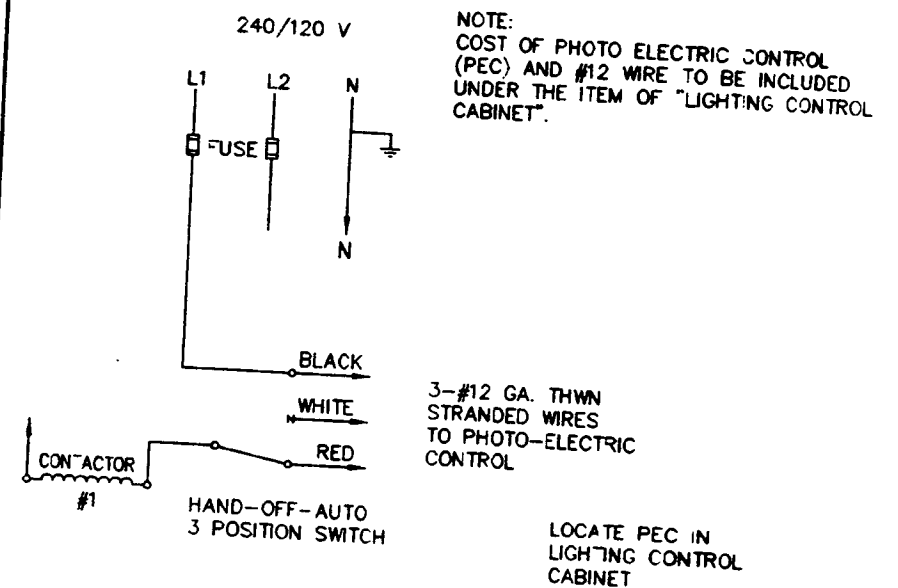 240/120 V
NOTE:
COST OF PHOTO ELECTRIC CONTROL
(PEC) AND #12 WIRE TO BE INCLUDED
UNDER THE ITEM OF "LIGHTING CONTROL
CABINET".
L1 L2 N
FUSE
N
BLACK
WHITE
RED
3-#12 GA. THWN
STRANDED WIRES
TO PHOTO-ELECTRIC
CONTROL
CONTACTOR
#1
HAND-OFF-AUTO
3 POSITION SWITCH
LOCATE PEC IN
LIGHTING CONTROL
CABINET